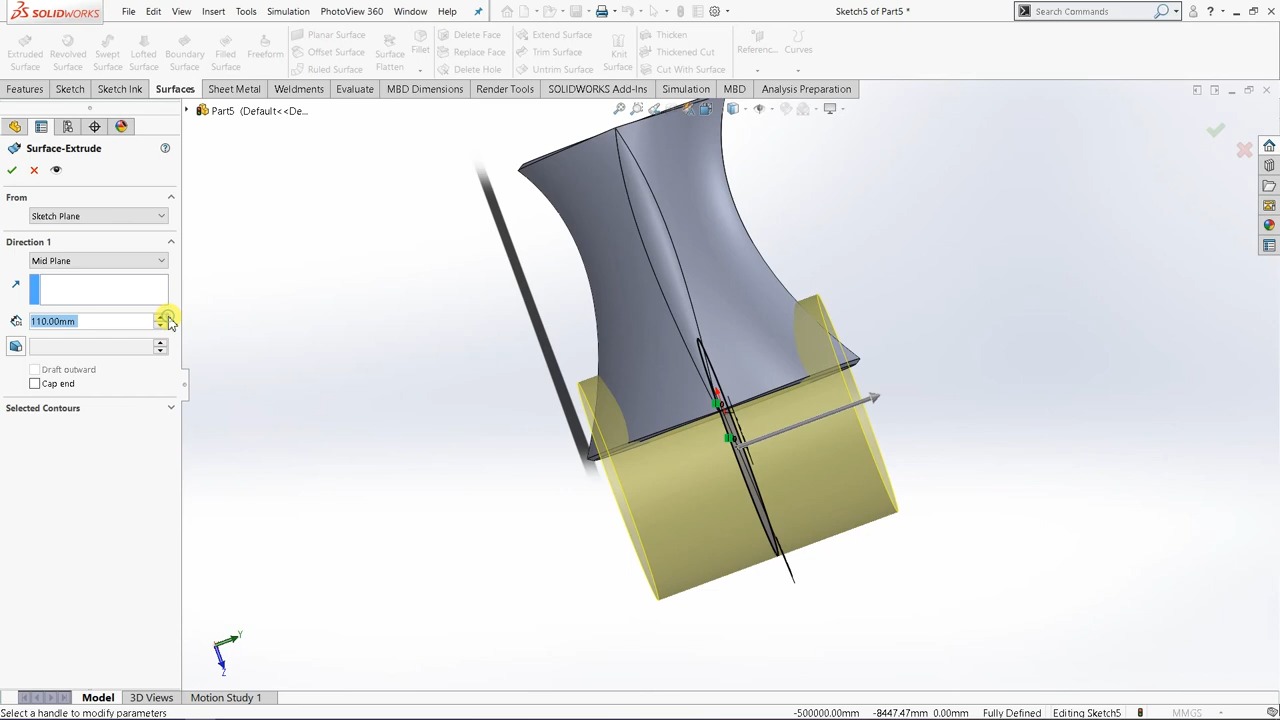 SOLIDWORKS File Edit View Insert Tools Simulation PhotoView 360 Window Help Sketch5 of Part5 * Search Commands
Extruded Surface Revolved Surface Swept Surface Lofted Surface Boundary Surface Filled Surface Freeform
Planar Surface
Offset Surface
Ruled Surface
Surface Flatten
Fillet
Delete Face
Replace Face
Delete Hole
Extend Surface
Trim Surface
Untrim Surface
Knit Surface
Thicken
Thickened Cut
Cut With Surface
Referenc...
Curves
Features Sketch Sketch Ink Surfaces Sheet Metal Weldments Evaluate MBD Dimensions Render Tools SOLIDWORKS Add-Ins Simulation MBD Analysis Preparation
Part5 (Default<<De...
Surface-Extrude
From
Sketch Plane
Direction 1
Mid Plane
110.00mm
Draft outward
Cap end
Selected Contours
Y
Z
Model 3D Views Motion Study 1
Select a handle to modify parameters -500000.00mm -8447.47mm 0.00mm Fully Defined Editing Sketch5 MMGS